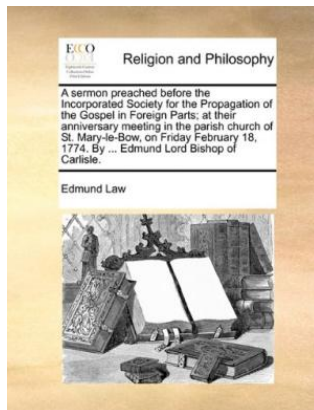 ECCO
Religion and Philosophy
A sermon preached before the
Incorporated Society for the Propagation of
the Gospel in Foreign Parts; at their
anniversary meeting in the parish church of
St. Mary-le-Bow, on Friday February 18,
1774. By ... Edmund Lord Bishop of
Carlisle.
Edmund Law